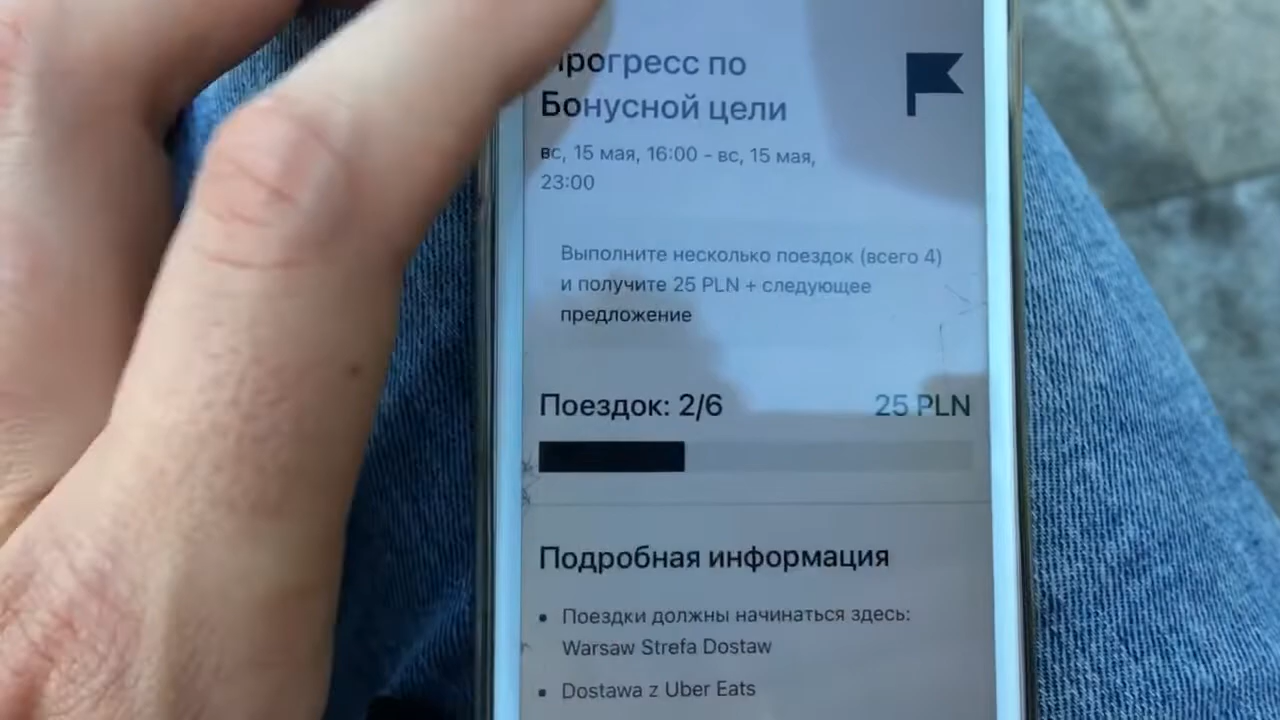 Прогресс по
Бонусной цели
вс, 15 мая, 16:00 - вс, 15 мая,
23:00
Выполните несколько поездок (всего 4)
и получите 25 PLN + следующее
предложение
Поездок: 2/6
25 PLN
Подробная информация
• Поездки должны начинаться здесь:
Warsaw Strefa Dostaw
• Dostawa z Uber Eats